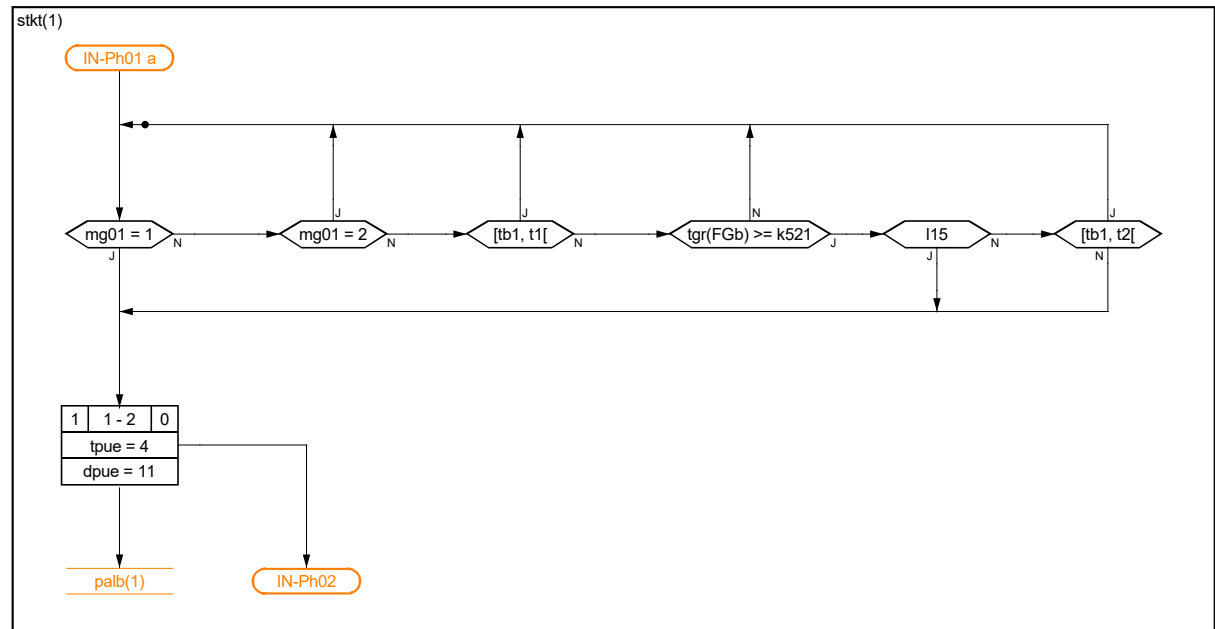 stkt(1)
IN-Ph01 a
J
J
N
J
mg01 = 1
N
mg01 = 2
N
[tb1, t1[
N
tgr(FGb) >= k521
J
l15
N
[tb1, t2[
J
J
N
1
1 - 2
0
tpue = 4
dpue = 11
palb(1)
IN-Ph02